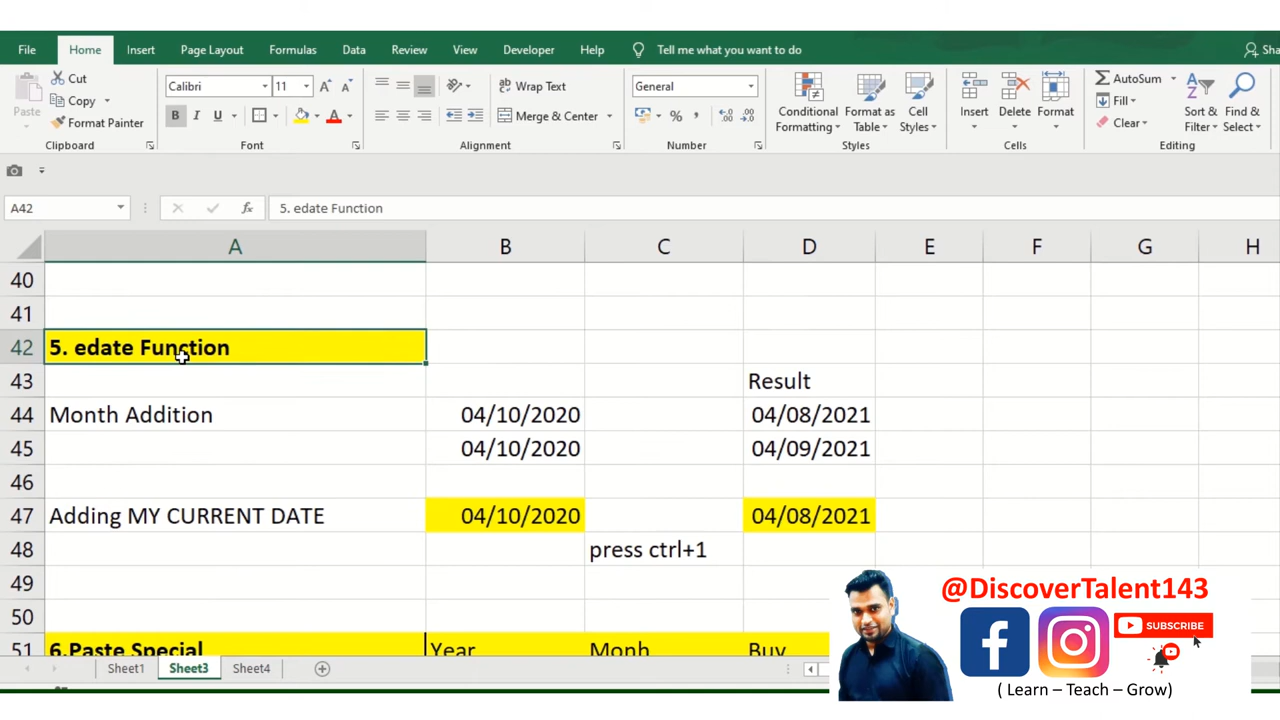 File Home Insert Page Layout Formulas Data Review View Developer Help Tell me what you want to do Sha
Paste Cut Copy Format Painter
Calibri 11 A A
B I U A
Wrap Text
Merge & Center
General
% ,
Conditional Formatting
Format as Table
Cell Styles
Insert Delete Format
AutoSum
Fill
Clear
Sort & Filter
Find & Select
Clipboard Font Alignment Number Styles Cells Editing
A42 fx 5. edate Function
A B C D E F G H
40
41
42 5. edate Function
43 Result
44 Month Addition 04/10/2020 04/08/2021
45 04/10/2020 04/09/2021
46
47 Adding MY CURRENT DATE 04/10/2020 04/08/2021
48 press ctrl+1
49
50
51 6.Paste Special Year Monh Buy
Sheet1 Sheet3 Sheet4
@DiscoverTalent143
f SUBSCRIBE
( Learn – Teach – Grow)